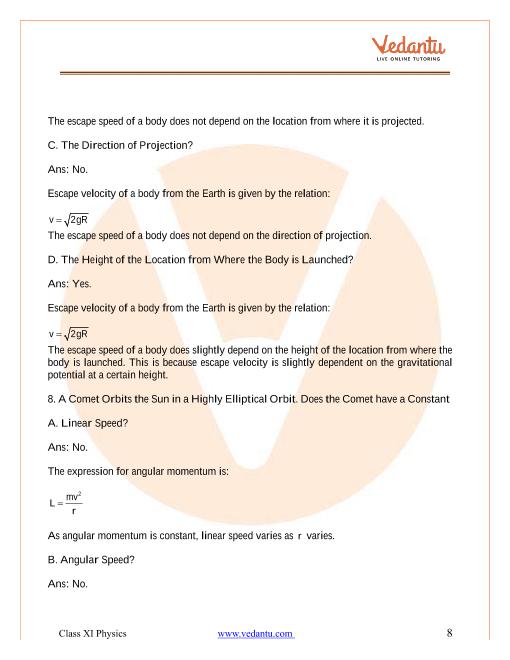 Vedantu
LIVE ONLINE TUTORING
The escape speed of a body does not depend on the location from where it is projected.
C. The Direction of Projection?
Ans: No.
Escape velocity of a body from the Earth is given by the relation:
v = √2gR
The escape speed of a body does not depend on the direction of projection.
D. The Height of the Location from Where the Body is Launched?
Ans: Yes.
Escape velocity of a body from the Earth is given by the relation:
v = √2gR
The escape speed of a body does slightly depend on the height of the location from where the
body is launched. This is because escape velocity is slightly dependent on the gravitational
potential at a certain height.
8. A Comet Orbits the Sun in a Highly Elliptical Orbit. Does the Comet have a Constant
A. Linear Speed?
Ans: No.
The expression for angular momentum is:
L = mv²/r
As angular momentum is constant, linear speed varies as r varies.
B. Angular Speed?
Ans: No.
Class XI Physics www.vedantu.com 8